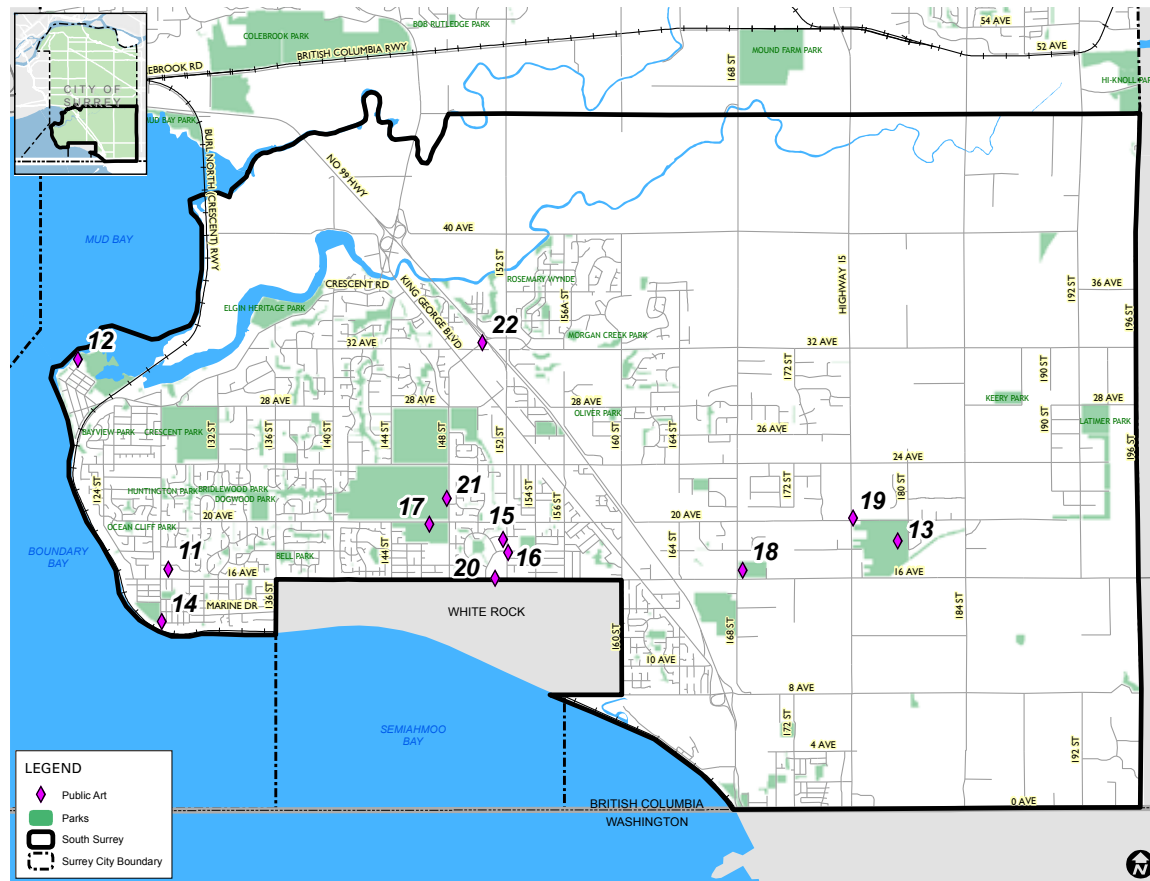 BOB RUTLEDGE PARK
54 AVE
COLEBROOK PARK
52 AVE
BRITISH COLUMBIA RWY
MOUND FARM PARK
EBROOK RD
168 ST
HI-KNOLL PAR
CITY OF
SURREY
UD BAY PARK
BURL NORTH (CRESCENT) RWY
NO 99 HWY
40 AVE
MUD BAY
152 ST
HIGHWAY 15
192 ST
36 AVE
ROSEMARY WYNDE
CRESCENT RD
KING GEORGE BLVD
156A ST
196 ST
ELGIN HERITAGE PARK
22
MORGAN CREEK PARK
12
32 AVE
32 AVE
172 ST
190 ST
28 AVE
28 AVE
28 AVE
KEERY PARK
28 AVE
OLIVER PARK
BAYVIEW PARK
CRESCENT PARK
132 ST
136 ST
140 ST
144 ST
148 ST
152 ST
160 ST
164 ST
26 AVE
190 ST
LATIMER PARK
196 ST
24 AVE
124 ST
HUNTINGTON PARK
BRIDLEWOOD PARK
DOGWOOD PARK
21
154 ST
156 ST
172 ST
180 ST
19
17
15
OCEAN CLIFF PARK
20 AVE
20 AVE
13
BOUNDARY
BAY
11
BELL PARK
144 ST
16
164 ST
18
16 AVE
20
16 AVE
14
MARINE DR
136 ST
WHITE ROCK
160 ST
168 ST
184 ST
10 AVE
8 AVE
SEMIAHMOO
BAY
172 ST
4 AVE
192 ST
LEGEND
Public Art
Parks
South Surrey
Surrey City Boundary
BRITISH COLUMBIA
0 AVE
WASHINGTON
N